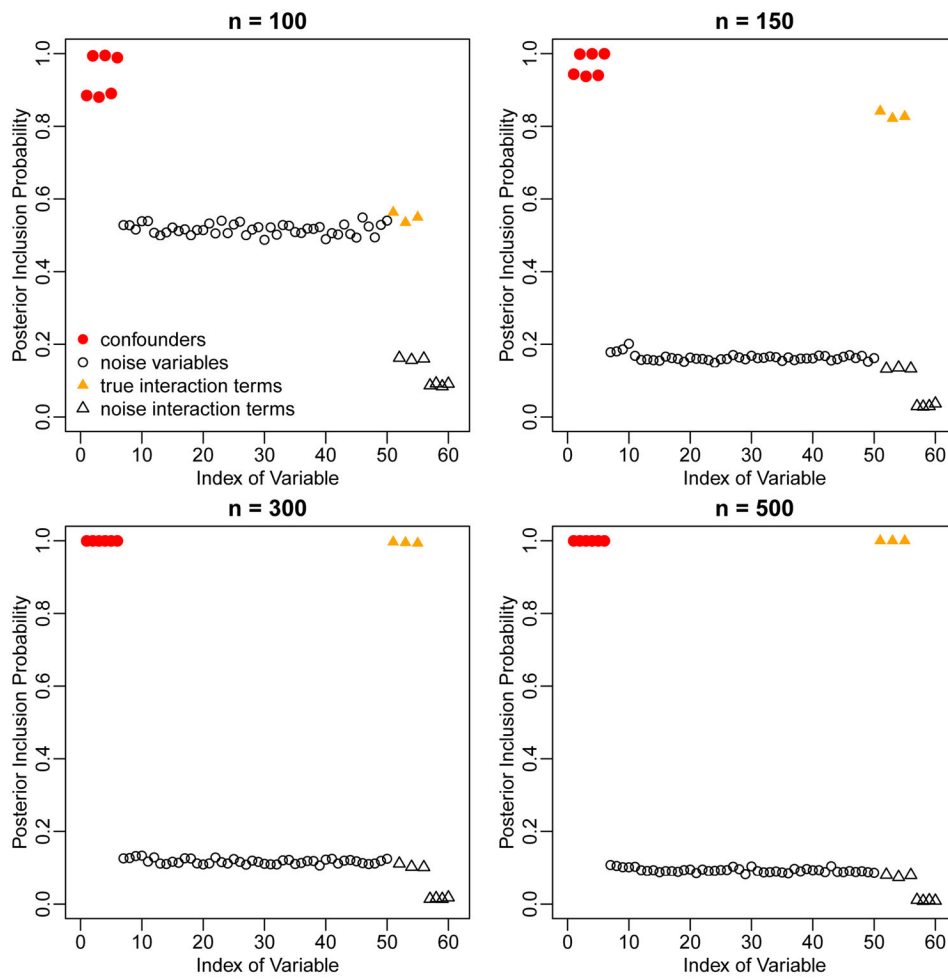 n = 100
Posterior Inclusion Probability
1.0
0.8
0.6
0.4
0.2
0.0
confounders
noise variables
true interaction terms
noise interaction terms
0 10 20 30 40 50 60
Index of Variable
n = 150
Posterior Inclusion Probability
1.0
0.8
0.6
0.4
0.2
0.0
0 10 20 30 40 50 60
Index of Variable
n = 300
Posterior Inclusion Probability
1.0
0.8
0.6
0.4
0.2
0.0
0 10 20 30 40 50 60
Index of Variable
n = 500
Posterior Inclusion Probability
1.0
0.8
0.6
0.4
0.2
0.0
0 10 20 30 40 50 60
Index of Variable